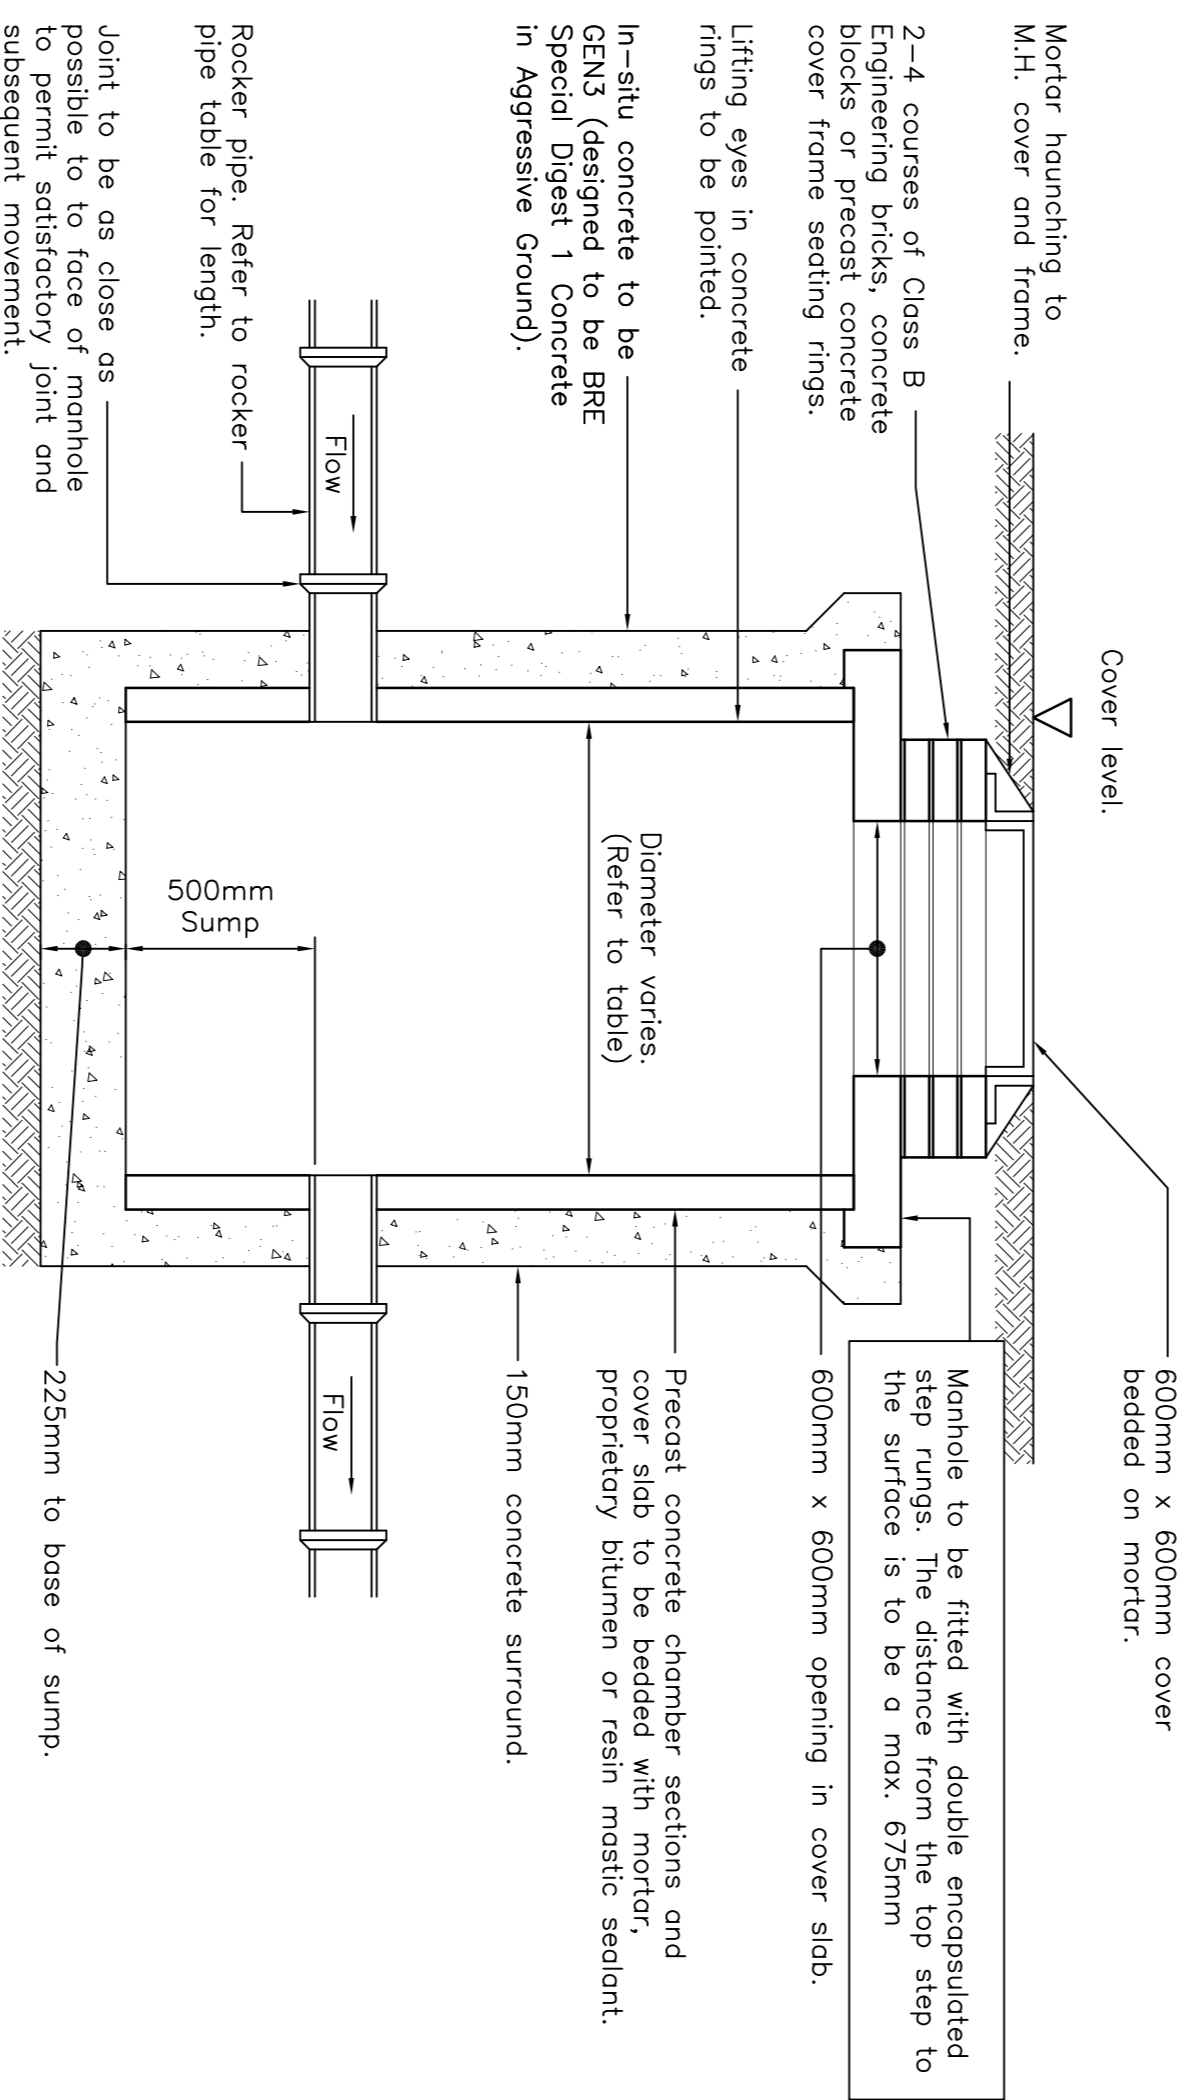 Cover level.
Mortar haunching to
M.H. cover and frame.
2-4 courses of Class B
Engineering bricks, concrete
blocks or precast concrete
cover frame seating rings.
Lifting eyes in concrete
rings to be pointed.
In-situ concrete to be
GEN3 (designed to be BRE
Special Digest 1 Concrete
in Aggressive Ground).
Rocker pipe. Refer to rocker
pipe table for length.
Joint to be as close as
possible to to face of manhole
to permit satisfactory joint and
subsequent movement.
Flow
Diameter varies.
(Refer to table)
500mm
Sump
Flow
600mm x 600mm cover
bedded on mortar.
Manhole to be fitted with double encapsulated
step rungs. The distance from the top step to
the surface is to be a max. 675mm
600mm x 600mm opening in cover slab.
Precast concrete chamber sections and
cover slab to be bedded with mortar,
proprietary bitumen or resin mastic sealant.
150mm concrete surround.
225mm to base of sump.